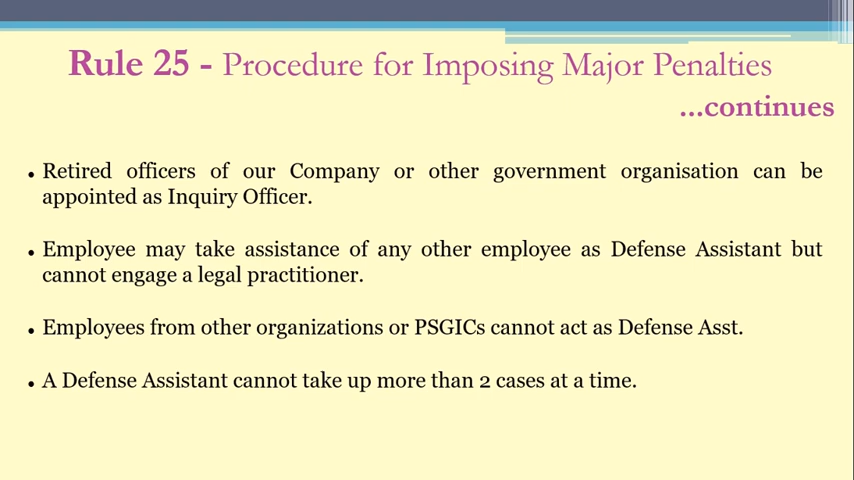 Rule 25 - Procedure for Imposing Major Penalties
...continues
• Retired officers of our Company or other government organisation can be
appointed as Inquiry Officer.
• Employee may take assistance of any other employee as Defense Assistant but
cannot engage a legal practitioner.
• Employees from other organizations or PSGICs cannot act as Defense Asst.
• A Defense Assistant cannot take up more than 2 cases at a time.